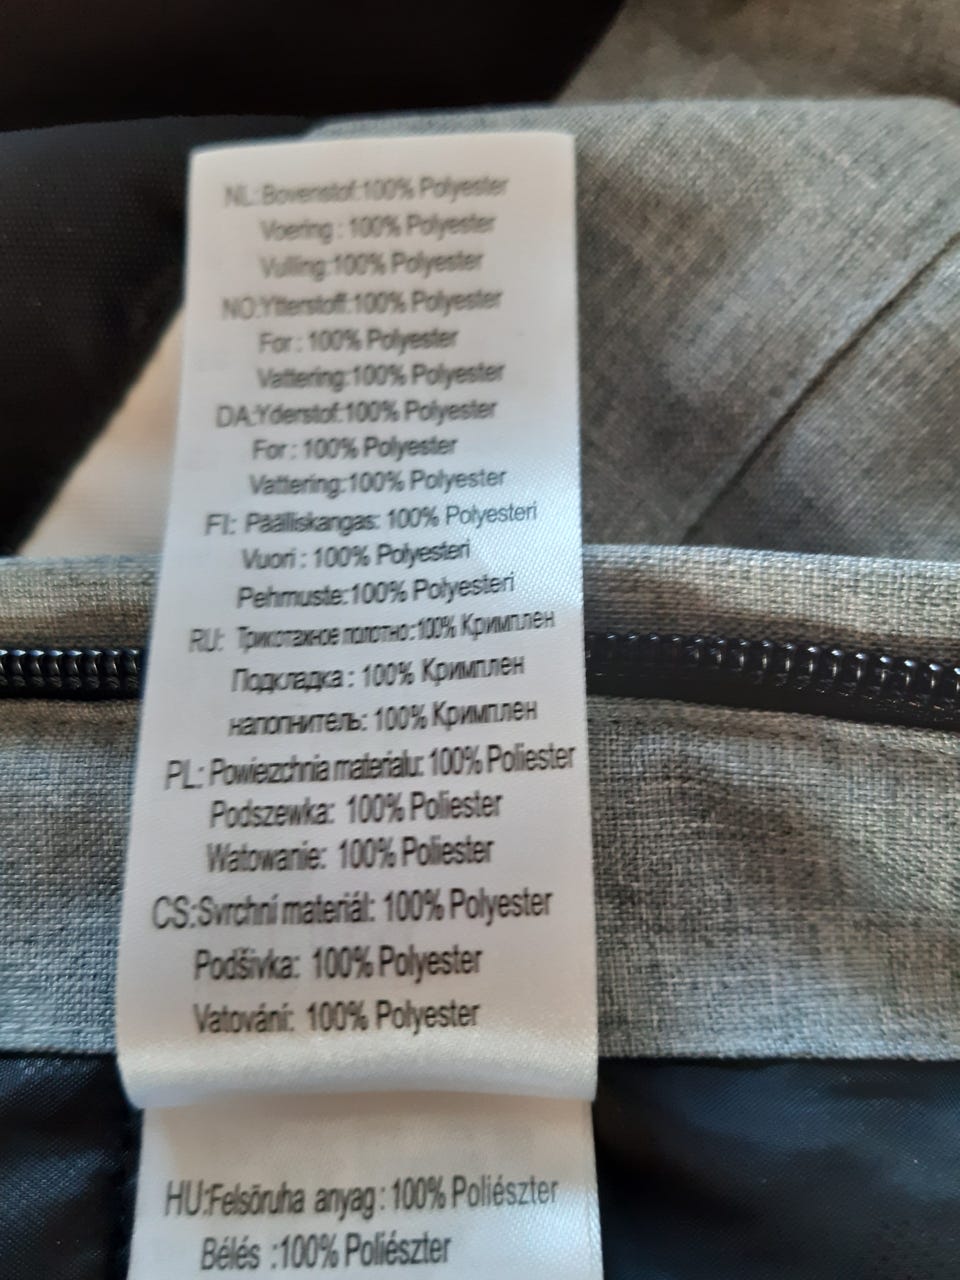 NL: Bovenstof:100% Polyester
Voering : 100% Polyester
Vulling:100% Polyester
NO:Ytterstoff:100% Polyester
For : 100% Polyester
Vattering:100% Polyester
DA:Yderstof:100% Polyester
For : 100% Polyester
Vattering:100% Polyester
FI: Päälliskangas: 100% Polyesteri
Vuori : 100% Polyesteri
Pehmuste:100% Polyesteri
RU: Трикотажное полотно:100% Кримплен
Подкладка : 100% Кримплен
наполнитель: 100% Кримплен
PL: Powiezchnia materialu: 100% Poliester
Podszewka: 100% Poliester
Watowanie: 100% Poliester
CS:Svrchní materiál: 100% Polyester
Podšívka: 100% Polyester
Vatování: 100% Polyester
HU:Felsõruha anyag : 100% Poliészter
Bélés :100% Poliészter